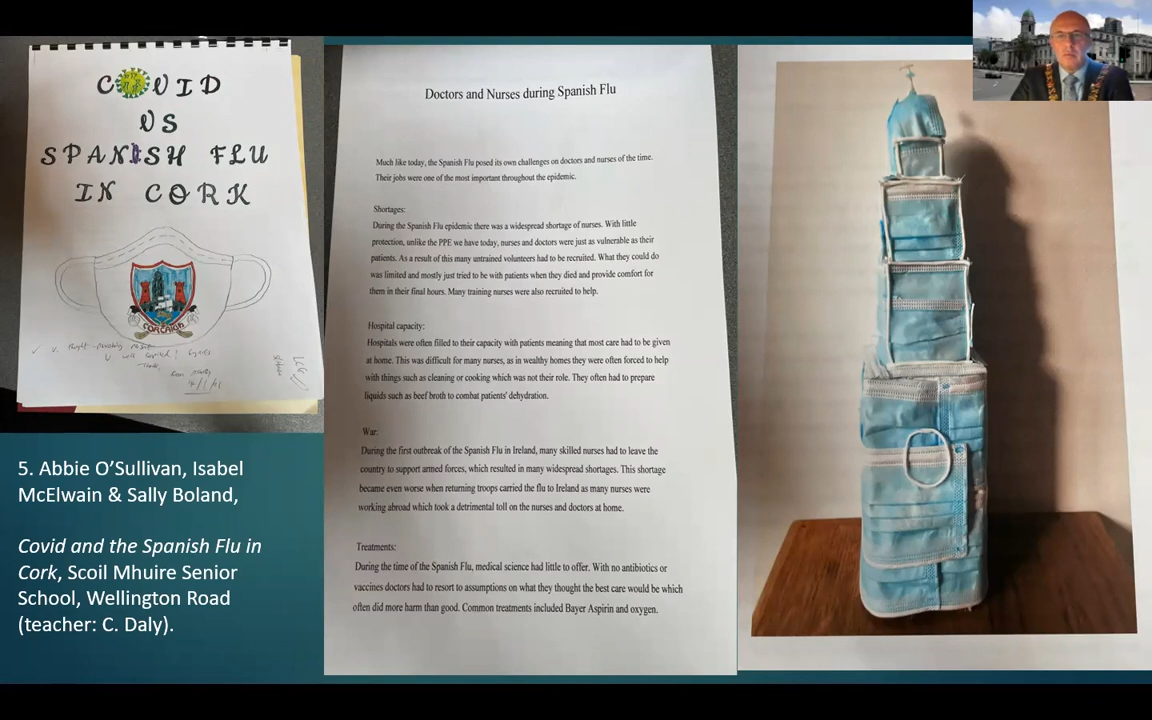 COVID
VS
SPANISH FLU
IN CORK
CORCAIGH
5. Abbie O’Sullivan, Isabel
McElwain & Sally Boland,
Covid and the Spanish Flu in
Cork, Scoil Mhuire Senior
School, Wellington Road
(teacher: C. Daly).
Doctors and Nurses during Spanish Flu
Much like today, the Spanish Flu posed its own challenges on doctors and nurses of the time.
Their jobs were one of the most important throughout the epidemic.
Shortages:
During the Spanish Flu epidemic there was a widespread shortage of nurses. With little
protection, unlike the PPE we have today, nurses and doctors were just as vulnerable as their
patients. As a result of this many untrained volunteers had to be recruited. What they could do
was limited and mostly just tried to be with patients when they died and provide comfort for
them in their final hours. Many training nurses were also recruited to help.
Hospital capacity:
Hospitals were often filled to their capacity with patients meaning that most care had to be given
at home. This was difficult for many nurses, as in wealthy homes they were often forced to help
with things such as cleaning or cooking which was not their role. They often had to prepare
liquids such as beef broth to combat patients' dehydration.
War:
During the first outbreak of the Spanish Flu in Ireland, many skilled nurses had to leave the
country to support armed forces, which resulted in many widespread shortages. This shortage
became even worse when returning troops carried the flu to Ireland as many nurses were
working abroad which took a detrimental toll on the nurses and doctors at home.
Treatments:
During the time of the Spanish Flu, medical science had little to offer. With no antibiotics or
vaccines doctors had to resort to assumptions on what they thought the best care would be which
often did more harm than good. Common treatments included Bayer Aspirin and oxygen.